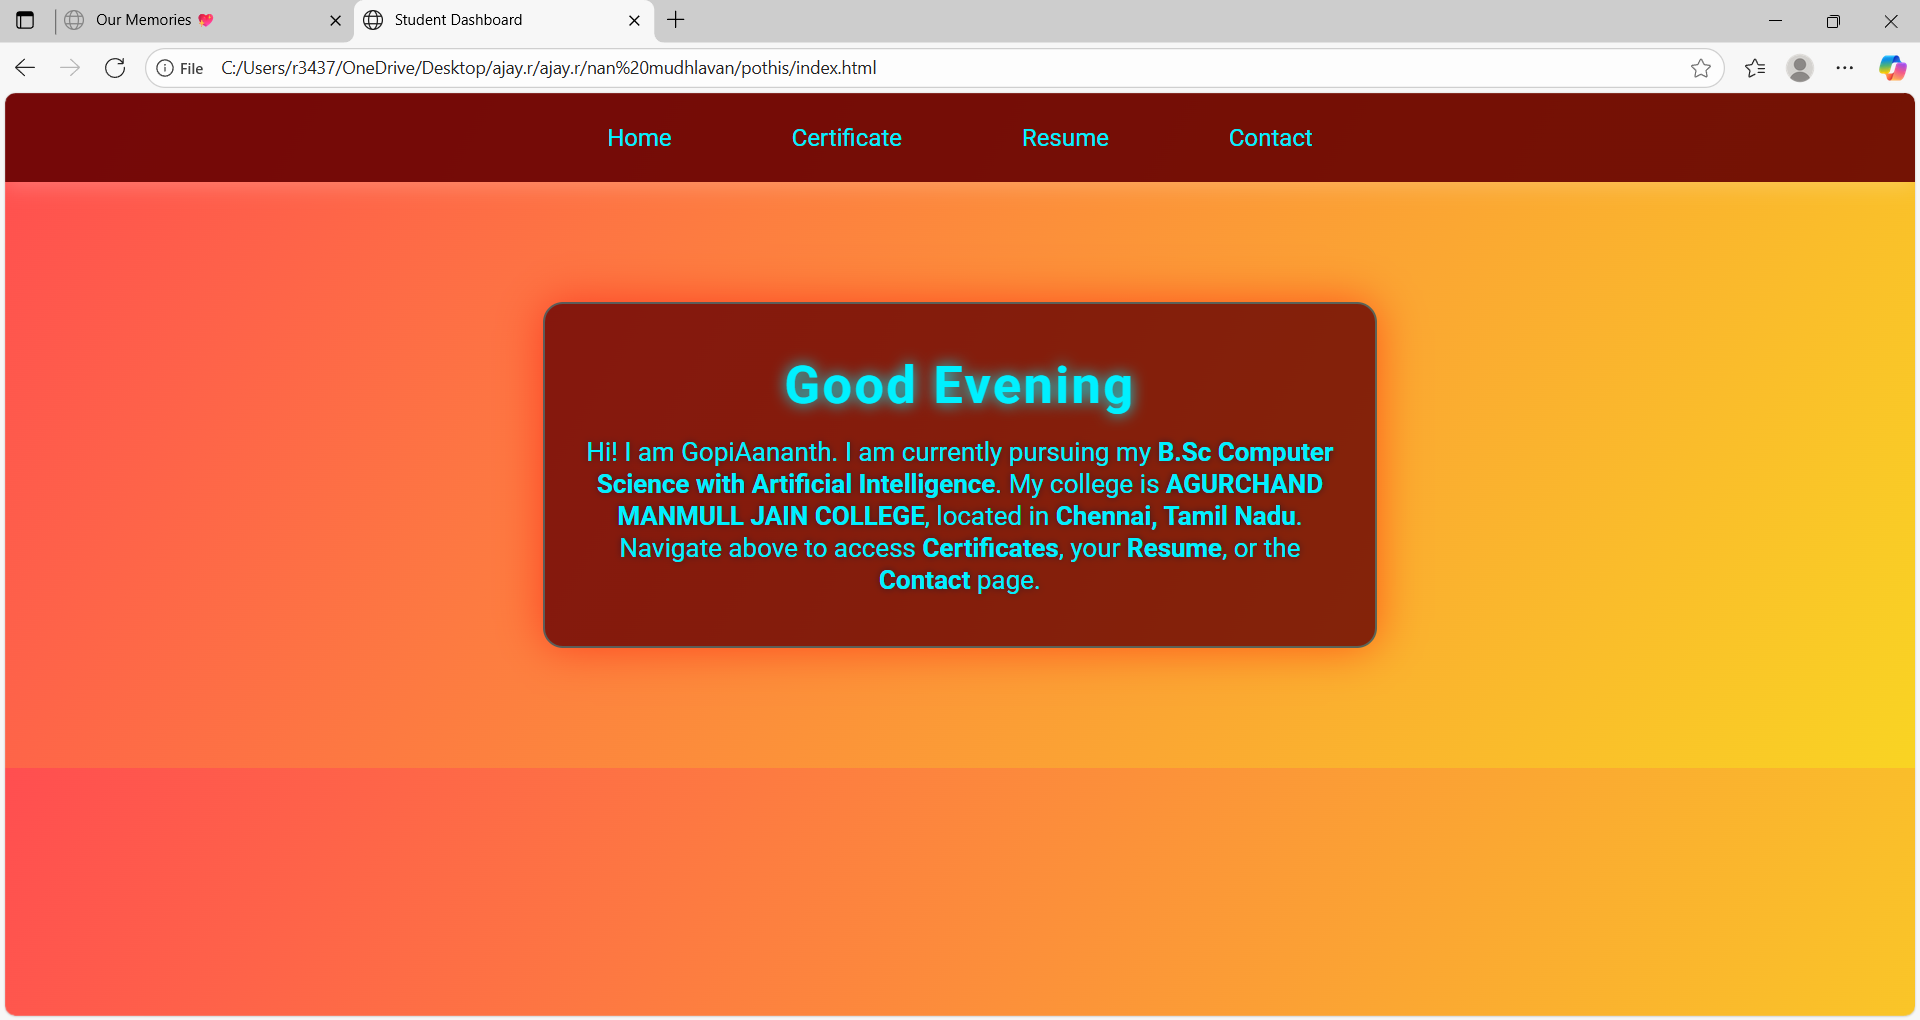 Our Memories 💖
Student Dashboard
File C:/Users/r3437/OneDrive/Desktop/ajay.r/ajay.r/nan%20mudhlavan/pothis/index.html
Home Certificate Resume Contact
Good Evening
Hi! I am GopiAananth. I am currently pursuing my B.Sc Computer
Science with Artificial Intelligence. My college is AGURCHAND
MANMULL JAIN COLLEGE, located in Chennai, Tamil Nadu.
Navigate above to access Certificates, your Resume, or the
Contact page.